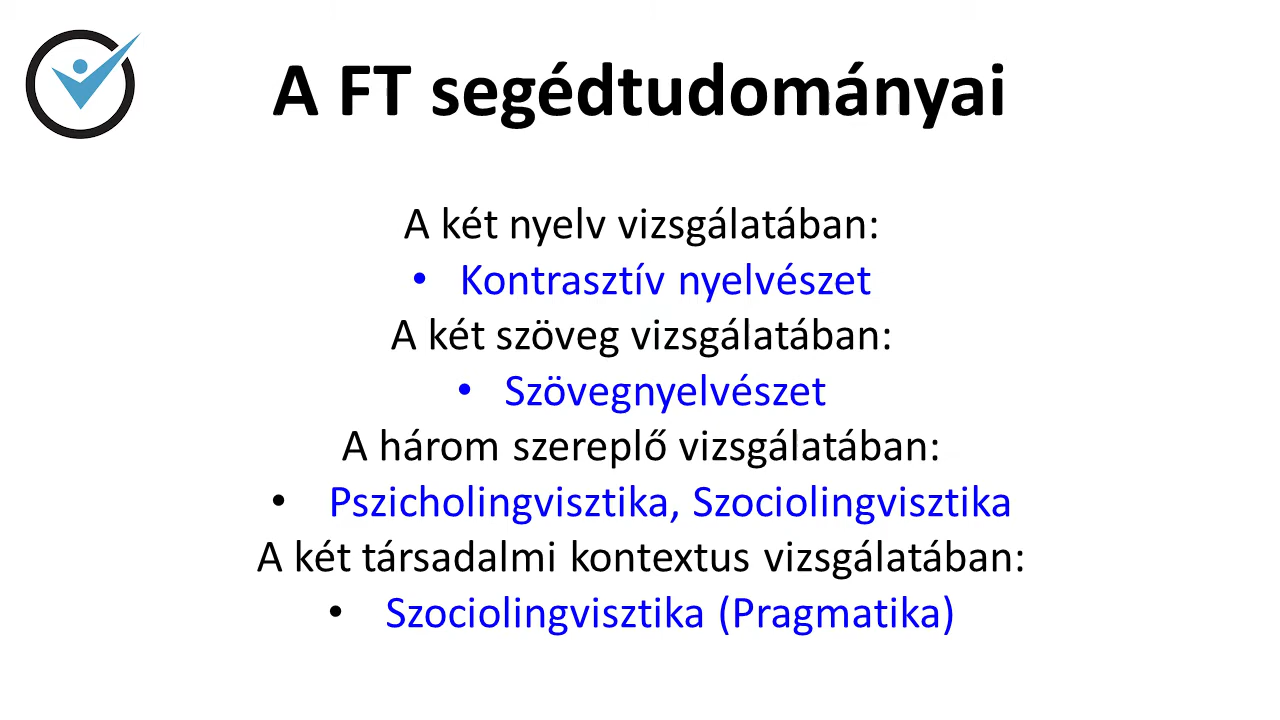 A FT segédtudományai
A két nyelv vizsgálatában:
• Kontrasztív nyelvészet
A két szöveg vizsgálatában:
• Szövegnyelvészet
A három szereplő vizsgálatában:
• Pszicholingvisztika, Szociolingvisztika
A két társadalmi kontextus vizsgálatában:
• Szociolingvisztika (Pragmatika)